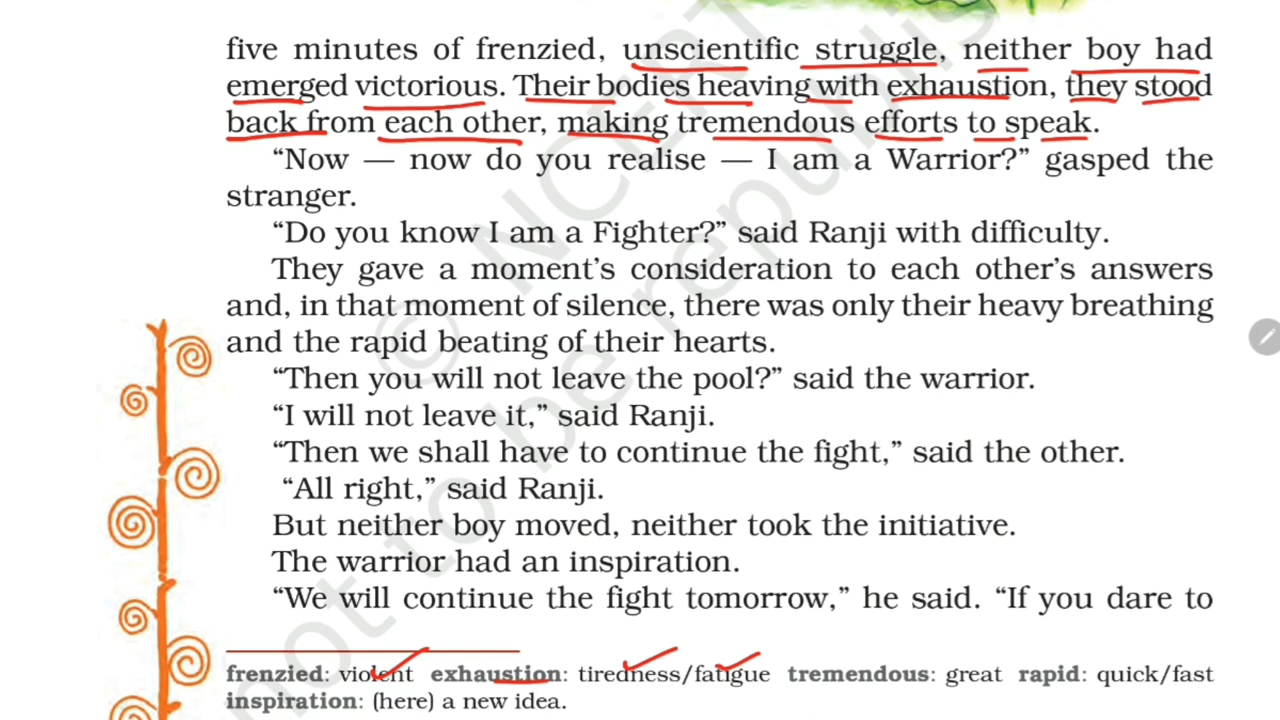 five minutes of frenzied, unscientific struggle, neither boy had
emerged victorious. Their bodies heaving with exhaustion, they stood
back from each other, making tremendous efforts to speak.
“Now — now do you realise — I am a Warrior?” gasped the
stranger.
“Do you know I am a Fighter?” said Ranji with difficulty.
They gave a moment’s consideration to each other’s answers
and, in that moment of silence, there was only their heavy breathing
and the rapid beating of their hearts.
“Then you will not leave the pool?” said the warrior.
“I will not leave it,” said Ranji.
“Then we shall have to continue the fight,” said the other.
“All right,” said Ranji.
But neither boy moved, neither took the initiative.
The warrior had an inspiration.
“We will continue the fight tomorrow,” he said. “If you dare to
frenzied: violent exhaustion: tiredness/fatigue tremendous: great rapid: quick/fast
inspiration: (here) a new idea.
© NCERT
not to be republis